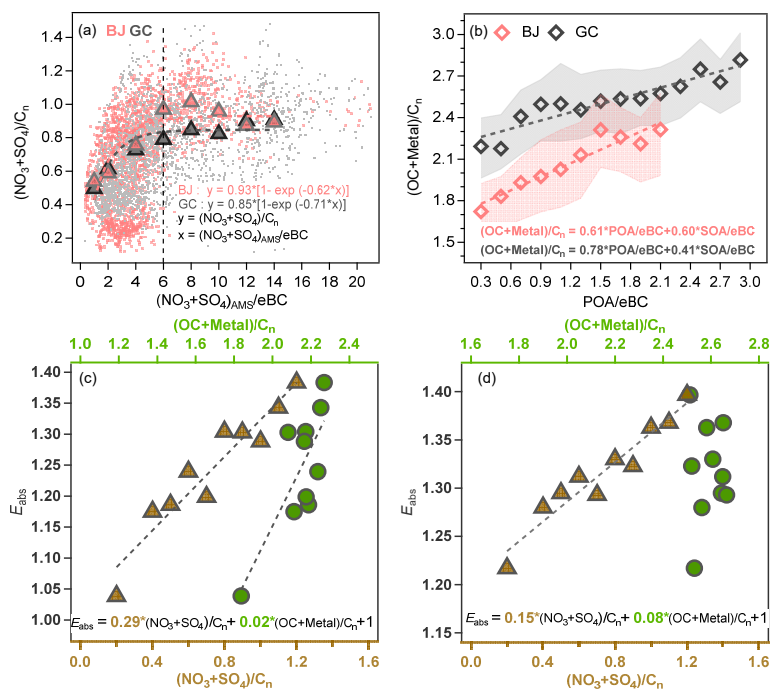 (a) BJ GC
1.4
1.2
1.0
0.8
0.6
0.4
0.2
(NO3+SO4)/Cn
BJ : y = 0.93*[1- exp (-0.62*x)]
GC : y = 0.85*[1-exp (-0.71*x)]
y = (NO3+SO4)/Cn
x = (NO3+SO4)AMS/eBC
0 2 4 6 8 10 12 14 16 18 20
(NO3+SO4)AMS/eBC
(b) BJ GC
3.0
2.7
2.4
2.1
1.8
1.5
(OC+Metal)/Cn
(OC+Metal)/Cn = 0.61*POA/eBC+0.60*SOA/eBC
(OC+Metal)/Cn = 0.78*POA/eBC+0.41*SOA/eBC
0.3 0.6 0.9 1.2 1.5 1.8 2.1 2.4 2.7 3.0
POA/eBC
(OC+Metal)/Cn
1.0 1.2 1.4 1.6 1.8 2.0 2.2 2.4
(c)
1.40
1.35
1.30
1.25
1.20
1.15
1.10
1.05
1.00
Eabs
Eabs = 0.29*(NO3+SO4)/Cn+ 0.02*(OC+Metal)/Cn+1
0.0 0.4 0.8 1.2 1.6
(NO3+SO4)/Cn
(OC+Metal)/Cn
1.6 1.7 1.8 1.9 2.0 2.1 2.2 2.3 2.4 2.5 2.6 2.7 2.8
(d)
1.40
1.35
1.30
1.25
1.20
1.15
Eabs
Eabs = 0.15*(NO3+SO4)/Cn+ 0.08*(OC+Metal)/Cn+1
0.0 0.4 0.8 1.2 1.6
(NO3+SO4)/Cn